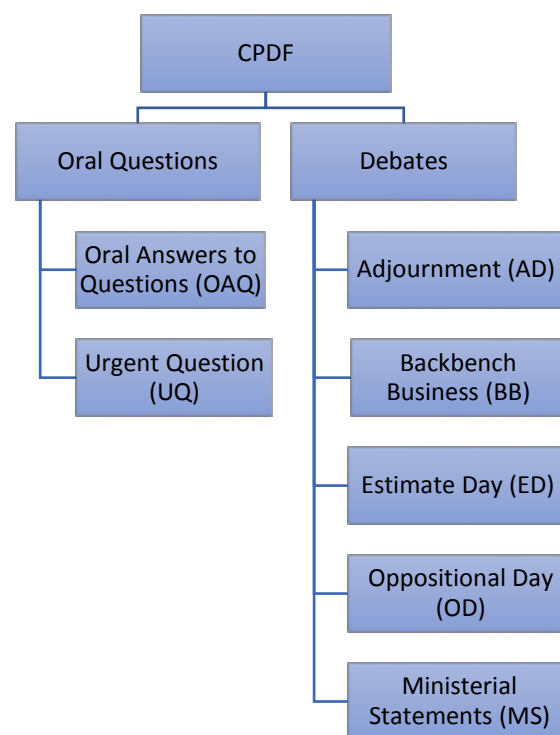 CPDF
Oral Questions
Debates
Oral Answers to
Questions (OAQ)
Urgent Question
(UQ)
Adjournment (AD)
Backbench
Business (BB)
Estimate Day (ED)
Oppositional Day
(OD)
Ministerial
Statements (MS)